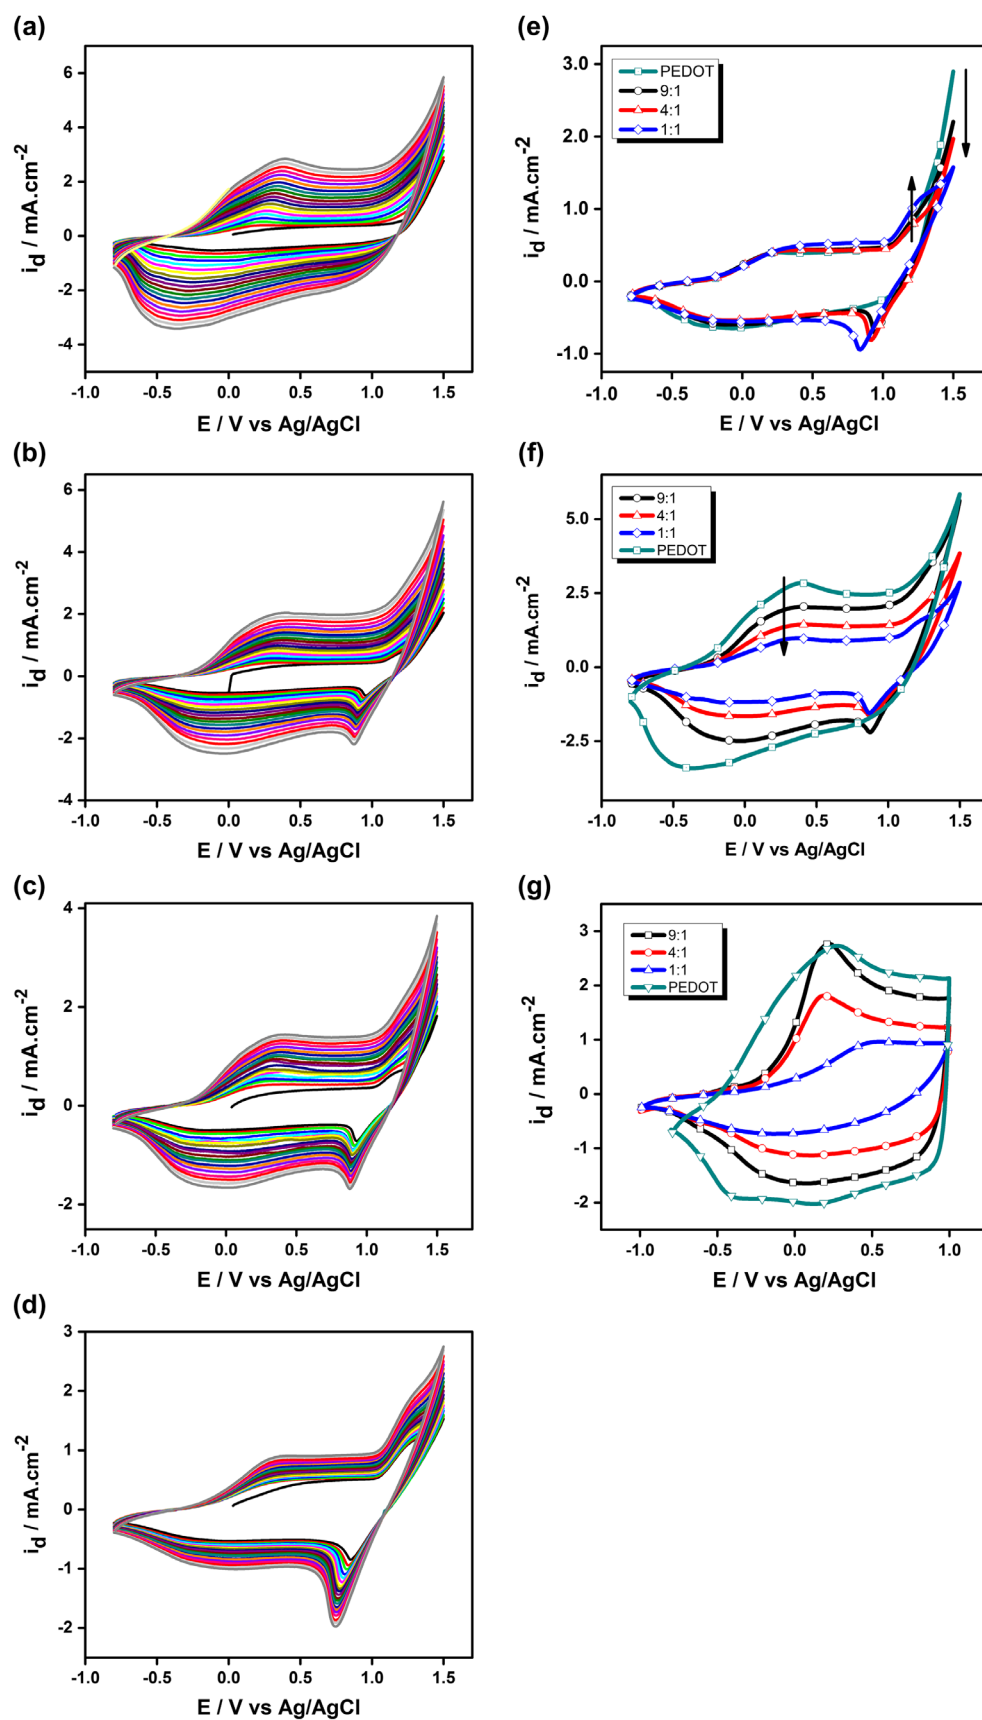 (a)
6
4
2
0
-2
-4
-1.0 -0.5 0.0 0.5 1.0 1.5
i_d / mA.cm^-2
E / V vs Ag/AgCl
(e)
PEDOT
9:1
4:1
1:1
3.0
2.0
1.0
0.0
-1.0
-1.0 -0.5 0.0 0.5 1.0 1.5
i_d / mA.cm^-2
E / V vs Ag/AgCl
(b)
6
4
2
0
-2
-4
-1.0 -0.5 0.0 0.5 1.0 1.5
i_d / mA.cm^-2
E / V vs Ag/AgCl
(f)
9:1
4:1
1:1
PEDOT
5.0
2.5
0.0
-2.5
-1.0 -0.5 0.0 0.5 1.0 1.5
i_d / mA.cm^-2
E / V vs Ag/AgCl
(c)
4
2
0
-2
-1.0 -0.5 0.0 0.5 1.0 1.5
i_d / mA.cm^-2
E / V vs Ag/AgCl
(g)
9:1
4:1
1:1
PEDOT
3
2
1
0
-1
-2
-1.0 -0.5 0.0 0.5 1.0
i_d / mA.cm^-2
E / V vs Ag/AgCl
(d)
3
2
1
0
-1
-2
-1.0 -0.5 0.0 0.5 1.0 1.5
i_d / mA.cm^-2
E / V vs Ag/AgCl